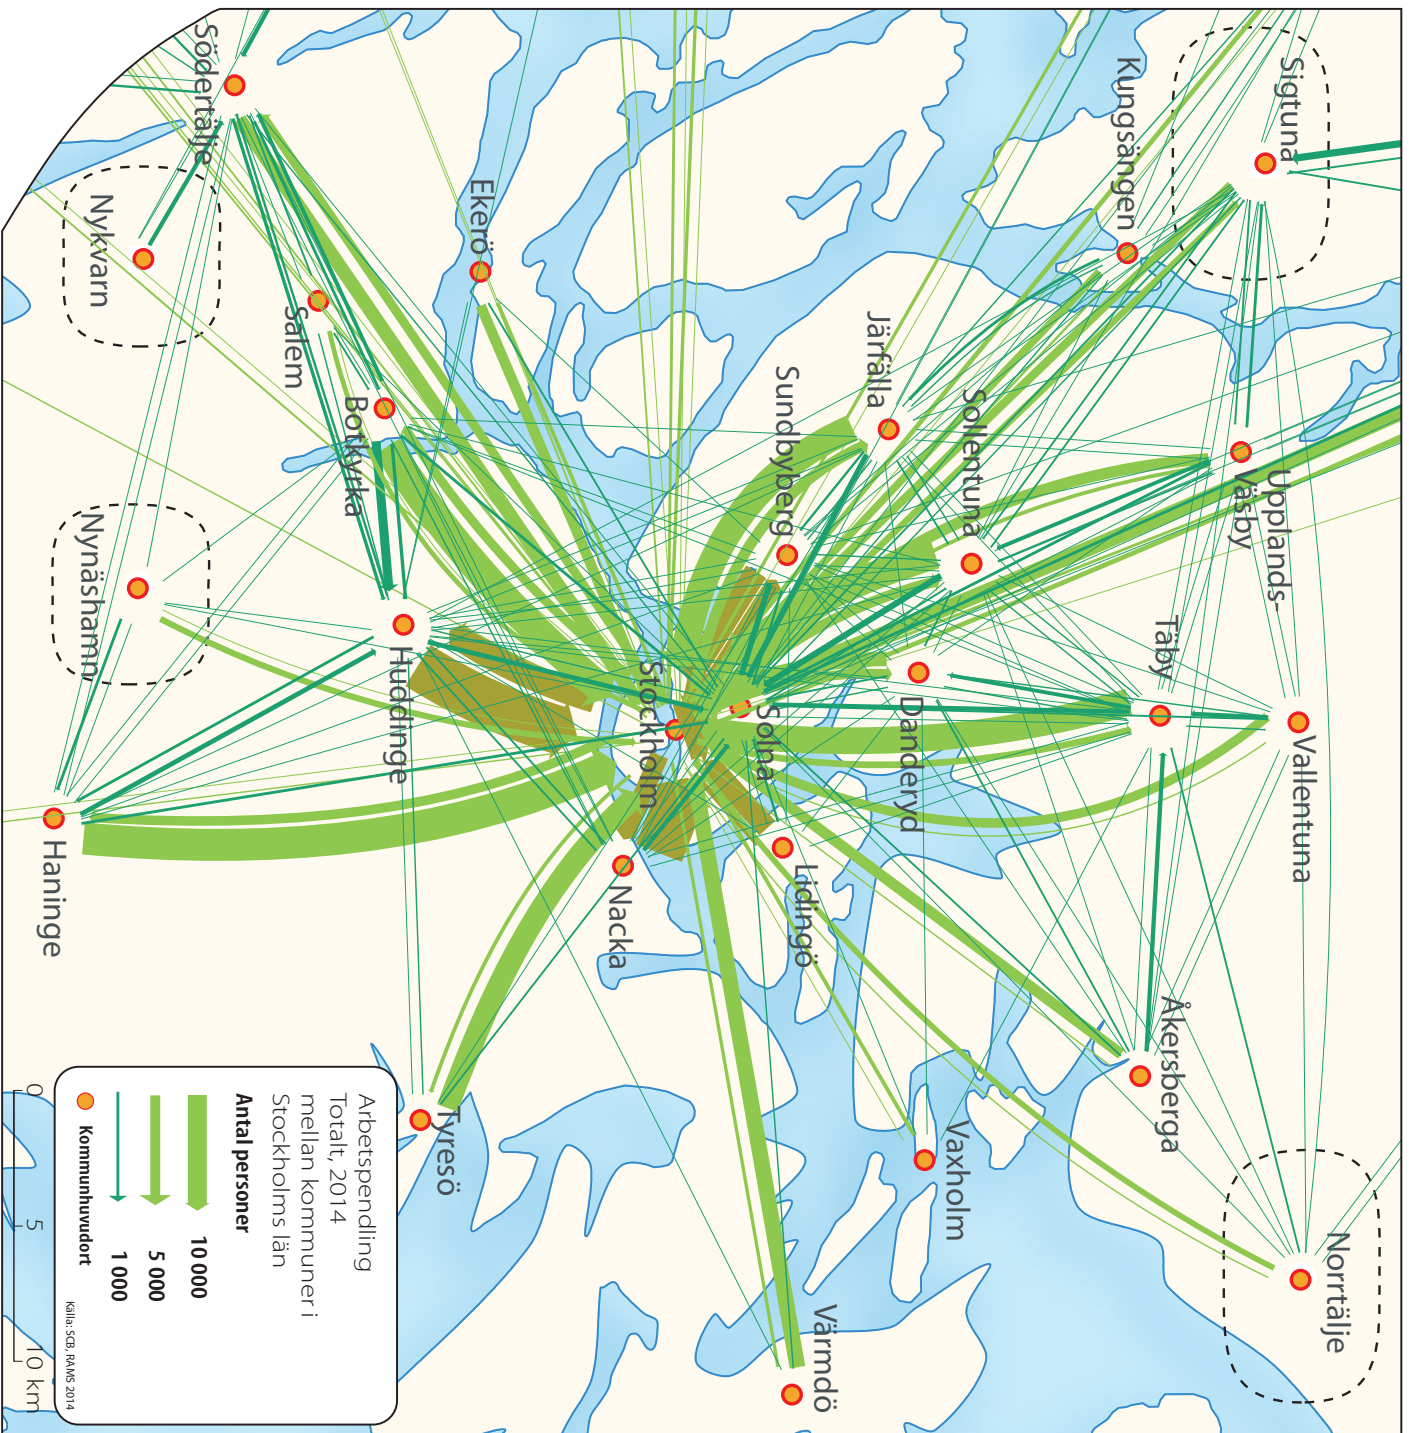 Sigtuna
Kungsängen
Upplands-
Väsby
Vallentuna
Norrtälje
Täby
Åkersberga
Järfälla
Sollentuna
Sundbyberg
Danderyd
Solna
Lidingö
Vaxholm
Värmdö
Stockholm
Nacka
Ekerö
Södertälje
Nykvarn
Salem
Botkyrka
Huddinge
Nynäshamn
Haninge
Tyresö
Arbetspendling
Totalt, 2014
mellan kommuner i
Stockholms län
Antal personer
10 000
5 000
1 000
Kommunhuvudort
Källa: SCB, RAMS 2014
0 5 10 km